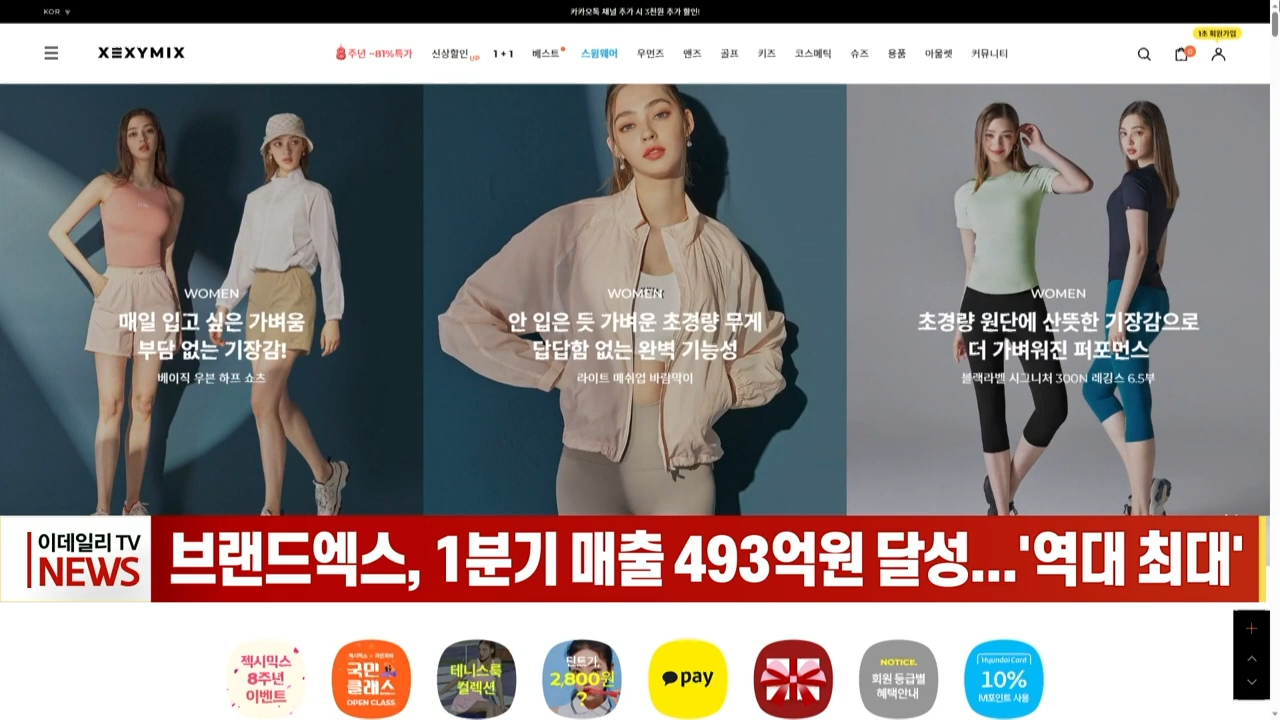 KOR
카카오톡 채널 추가 시 3천원 추가 할인!
1초 회원가입
XEXYMIX
8주년 ~81%특가
신상할인 UP
1 + 1
베스트
스윔웨어
우먼즈
맨즈
골프
키즈
코스메틱
슈즈
용품
아울렛
커뮤니티
0
WOMEN
매일 입고 싶은 가벼움
부담 없는 기장감!
베이직 우븐 하프 쇼츠
WOMEN
안 입은 듯 가벼운 초경량 무게
답답함 없는 완벽 기능성
라이트 메쉬업 바람막이
WOMEN
초경량 원단에 산뜻한 기장감으로
더 가벼워진 퍼포먼스
블랙라벨 시그니처 300N 레깅스 6.5부
이데일리 TV
NEWS
브랜드엑스, 1분기 매출 493억원 달성...'역대 최대'
젝시믹스
8주년
이벤트
국민
클래스
OPEN CLASS
테니스룩
컬렉션
틴트가,
2,800원
?
pay
NOTICE.
회원 등급별
혜택안내
Hyundai Card
10%
M포인트 사용